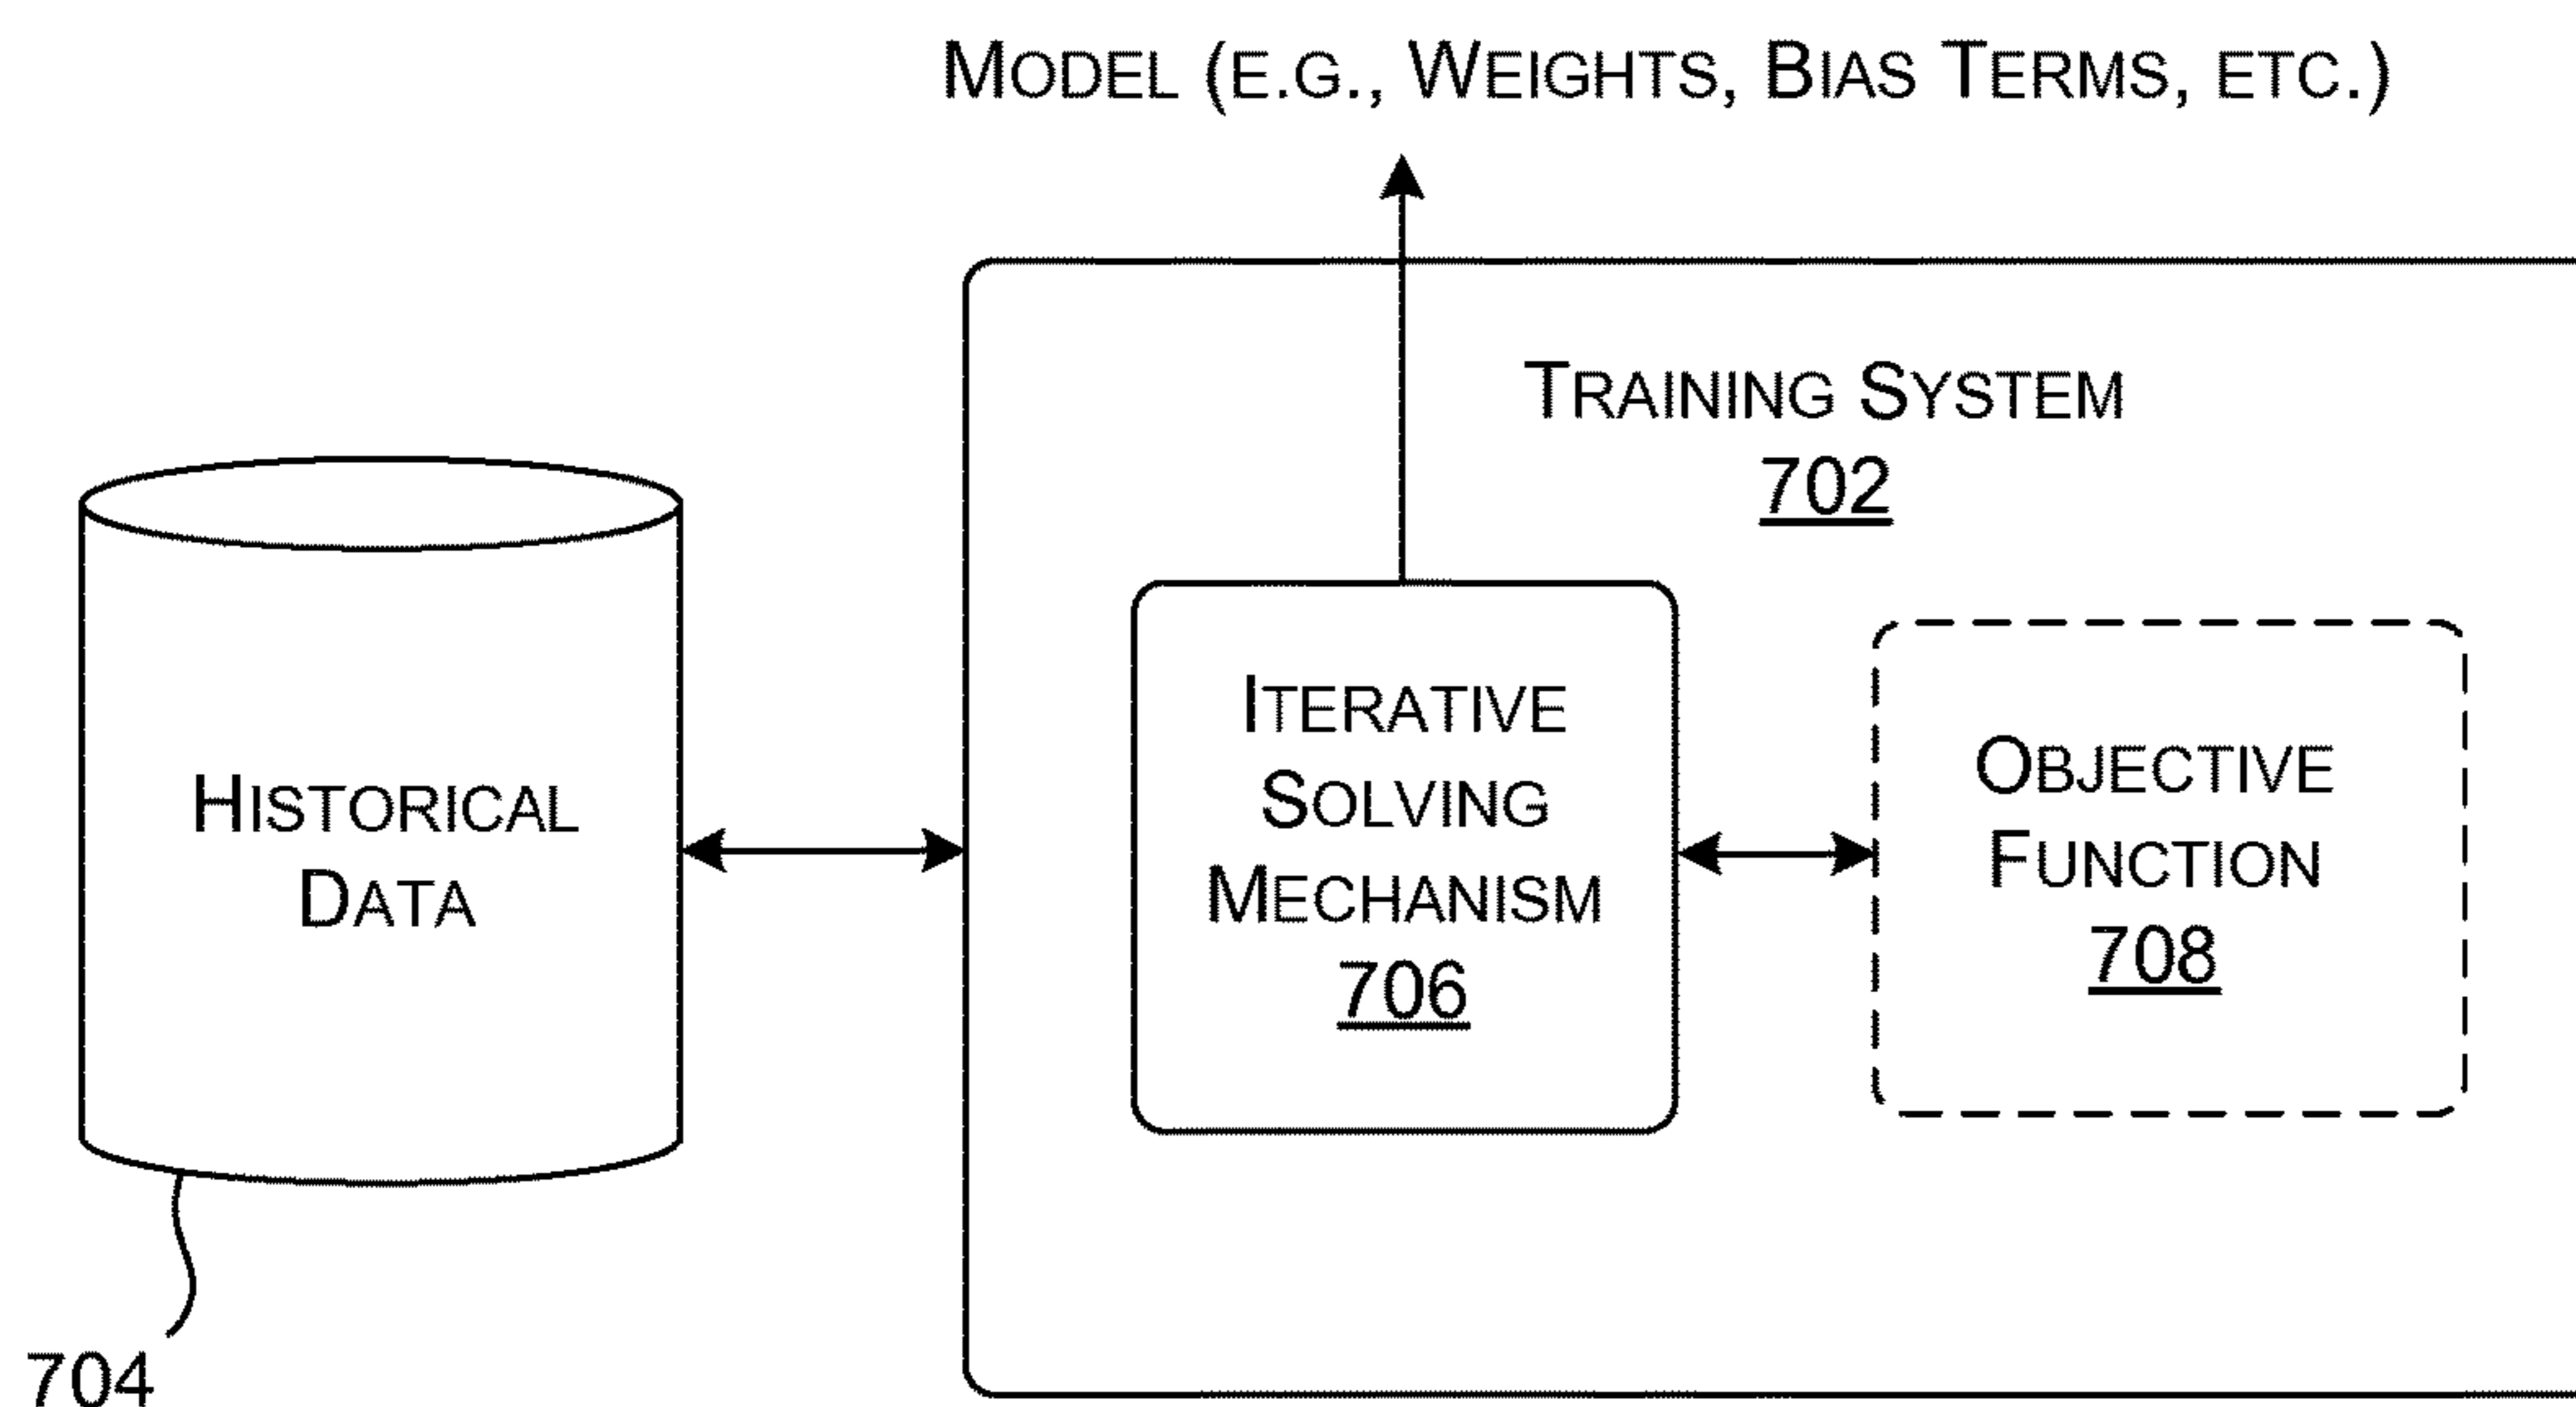 MODEL (E.G., WEIGHTS, BIAS TERMS, ETC.)
TRAINING SYSTEM
702
HISTORICAL
DATA
704
ITERATIVE
SOLVING
MECHANISM
706
OBJECTIVE
FUNCTION
708